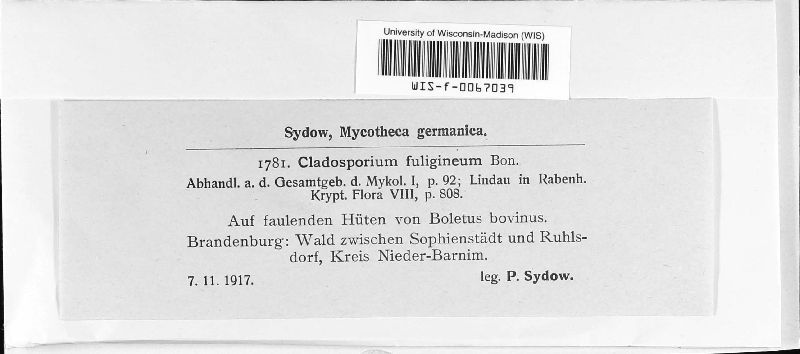 University of Wisconsin-Madison (WIS)
WIS-f-0067039
Sydow, Mycotheca germanica.
1781. Cladosporium fuligineum Bon.
Abhandl. a. d. Gesamtgeb. d. Mykol. I, p. 92; Lindau in Rabenh.
Krypt. Flora VIII, p. 808.
Auf faulenden Hüten von Boletus bovinus.
Brandenburg: Wald zwischen Sophienstädt und Ruhls-
dorf, Kreis Nieder-Barnim.
7. 11. 1917. leg. P. Sydow.